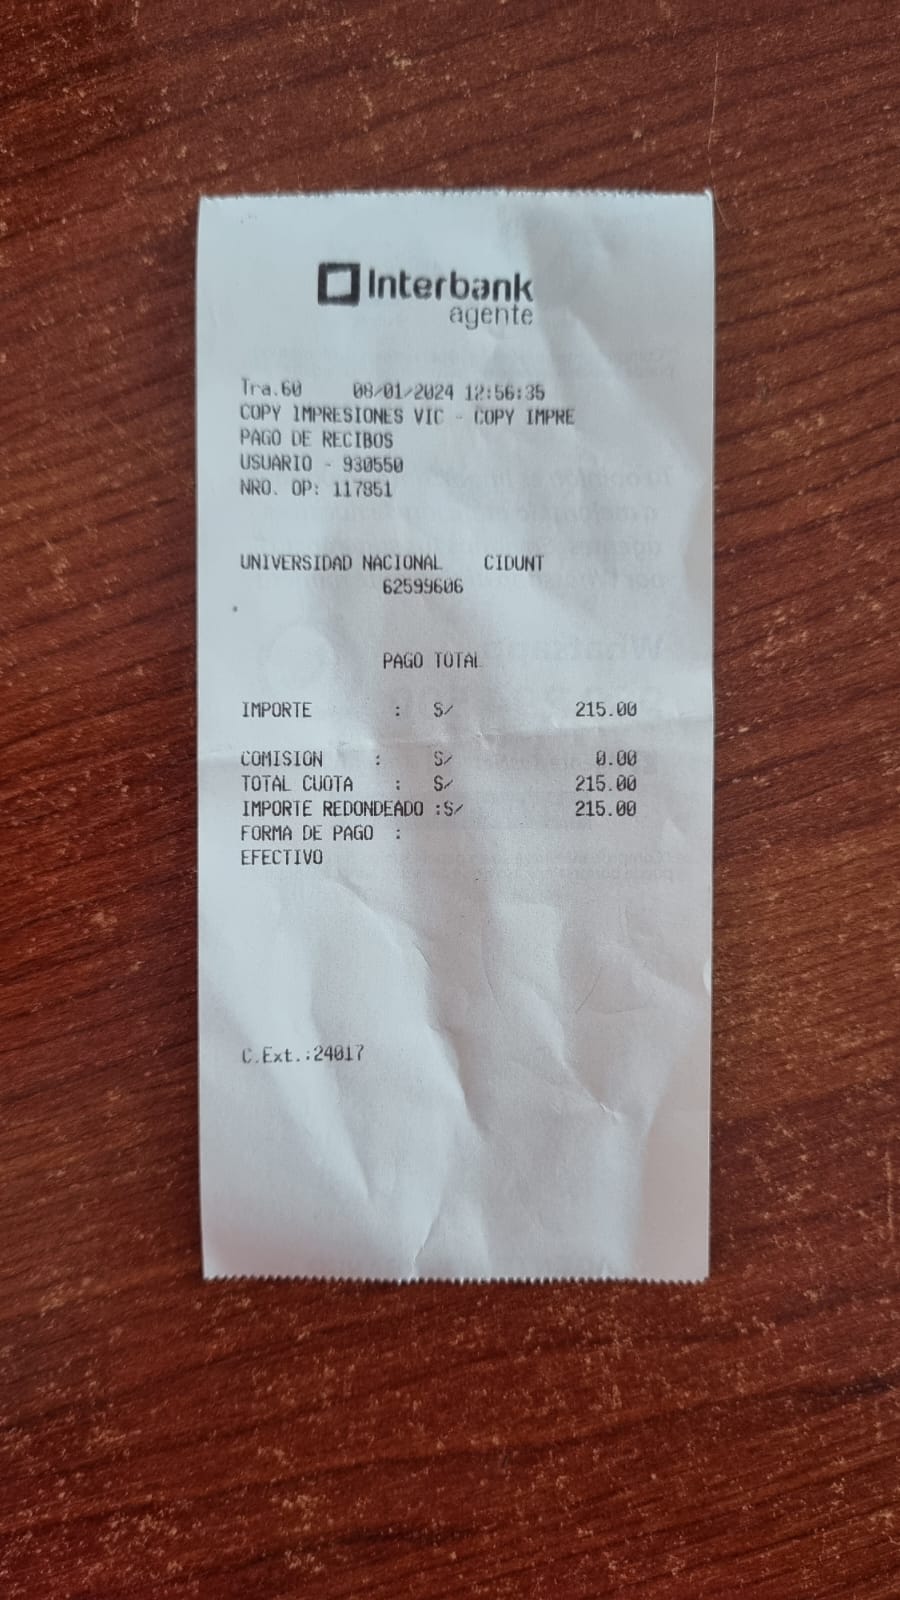 Interbank
agente
Tra.60 08/01/2024 12:56:35
COPY IMPRESIONES VIC - COPY IMPRE
PAGO DE RECIBOS
USUARIO - 930550
NRO. OP: 117851
UNIVERSIDAD NACIONAL CIDUNT
62599606
PAGO TOTAL
IMPORTE : S/ 215.00
COMISION : S/ 0.00
TOTAL CUOTA : S/ 215.00
IMPORTE REDONDEADO :S/ 215.00
FORMA DE PAGO :
EFECTIVO
C.Ext.:24017